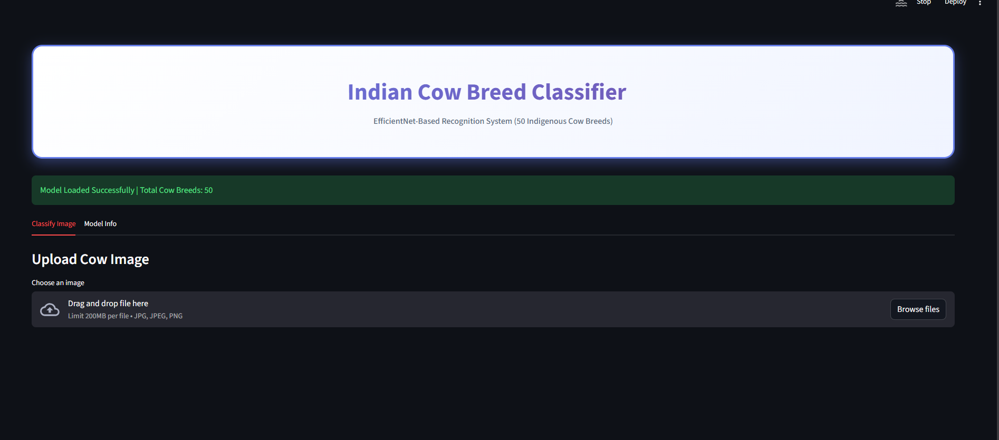 Stop Deploy
Indian Cow Breed Classifier
EfficientNet-Based Recognition System (50 Indigenous Cow Breeds)
Model Loaded Successfully | Total Cow Breeds: 50
Classify Image Model Info
Upload Cow Image
Choose an image
Drag and drop file here
Limit 200MB per file • JPG, JPEG, PNG
Browse files